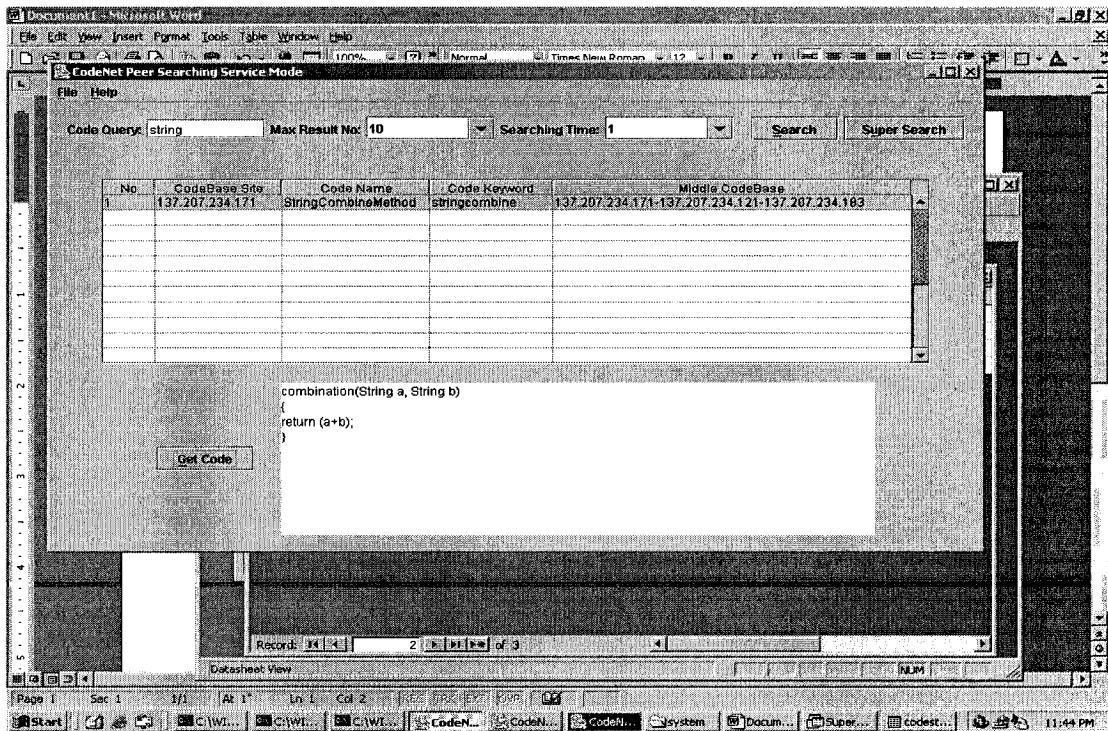 Document1 - Microsoft Word
File Edit View Insert Format Tools Table Window Help
100% Normal Times New Roman 12
CodeNet Peer Searching Service Mode
File Help
Code Query: string Max Result No: 10 Searching Time: 1 Search Super Search
No CodeBase Site Code Name Code Keyword Middle CodeBase
1 137.207.234.171 StringCombineMethod stringcombine 137.207.234.171-137.207.234.121-137.207.234.183
combination(String a, String b)
{
return (a+b);
}
Get Code
Record: 2 of 3
Datasheet View NUM
Page 1 Sec 1 1/1 At 1" Ln 1 Col 2 REC TRK EXT OVR
Start C:\WI... C:\WI... C:\WI... CodeN... CodeN... CodeN... system Docum... Super... codest... 11:44 PM